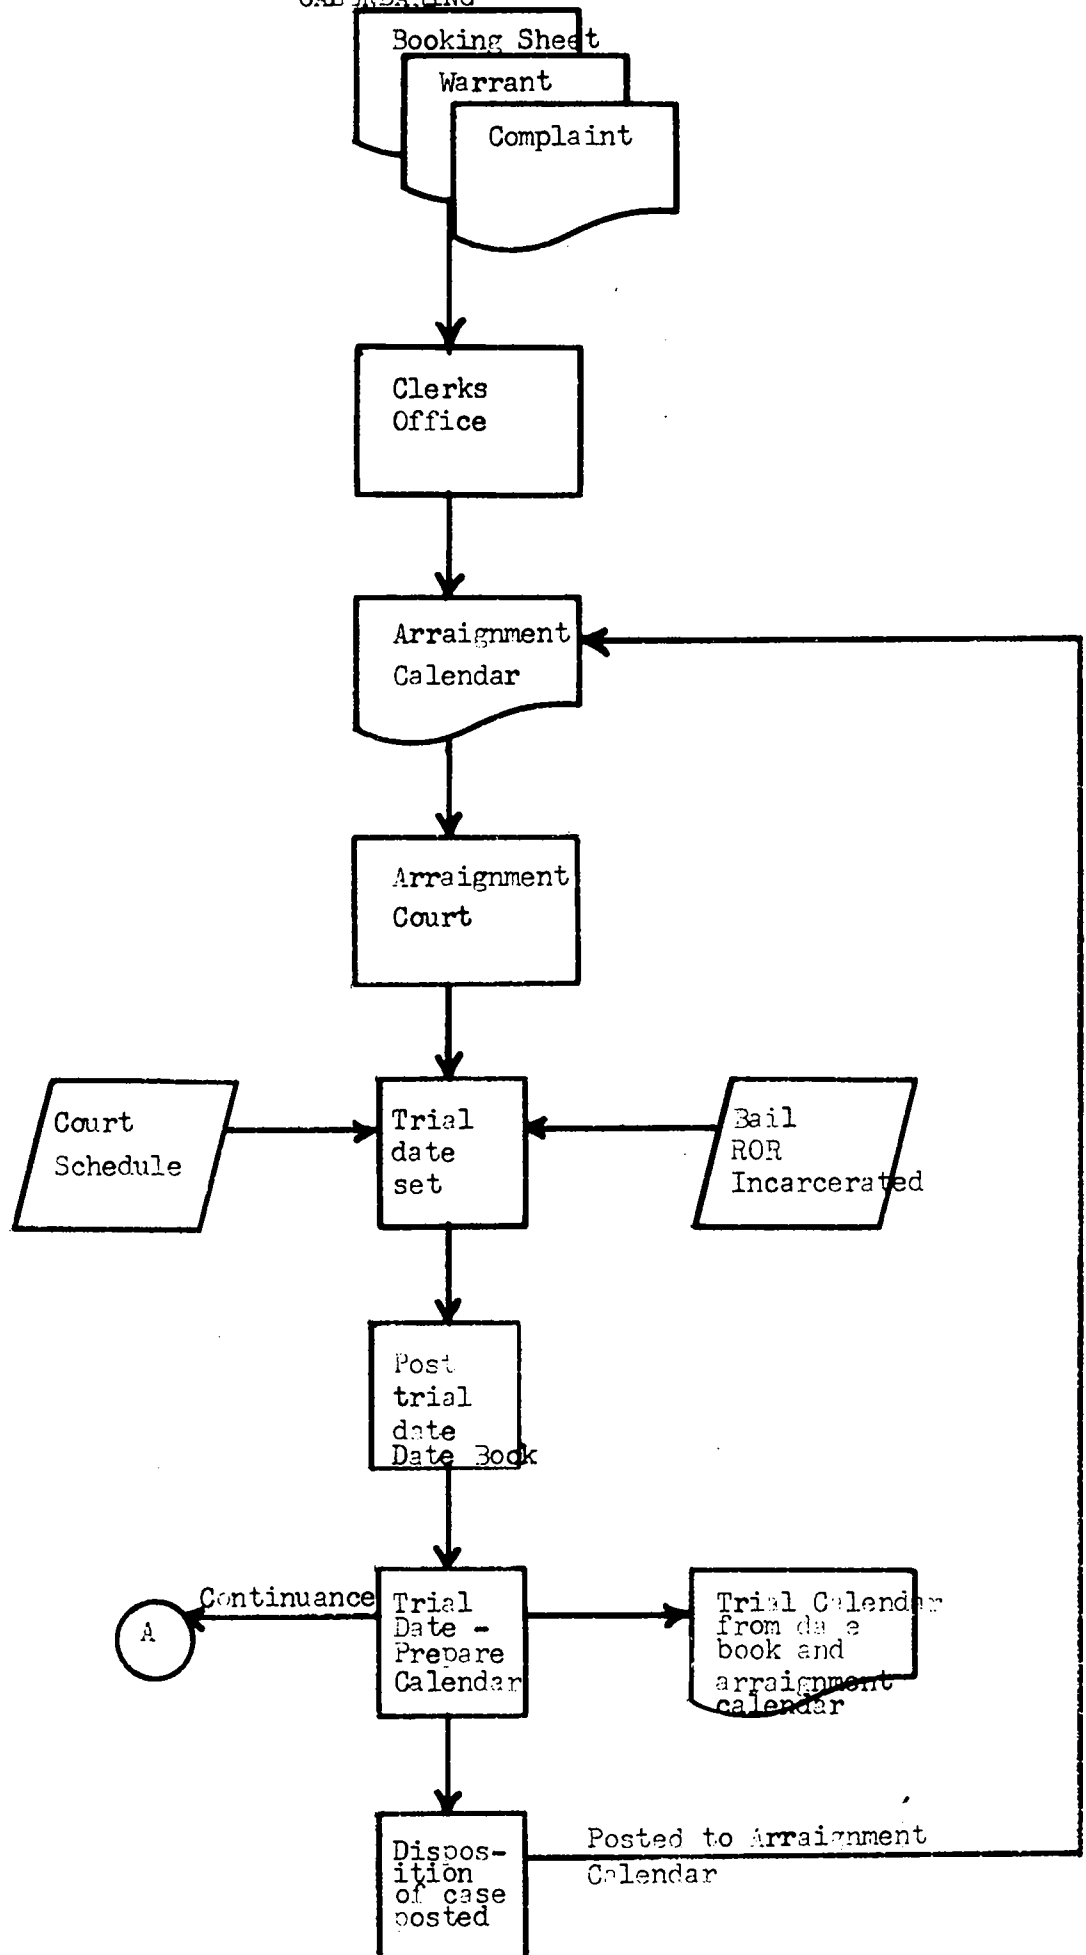 Booking Sheet
Warrant
Complaint
Clerks
Office
Arraignment
Calendar
Arraignment
Court
Court
Schedule
Trial
date
set
Bail
ROR
Incarcerated
Post
trial
date
Date Book
Continuance
A
Trial
Date -
Prepare
Calendar
Trial Calendar
from date
book and
arraignment
calendar
Dispos-
ition
of case
posted
Posted to Arraignment
Calendar